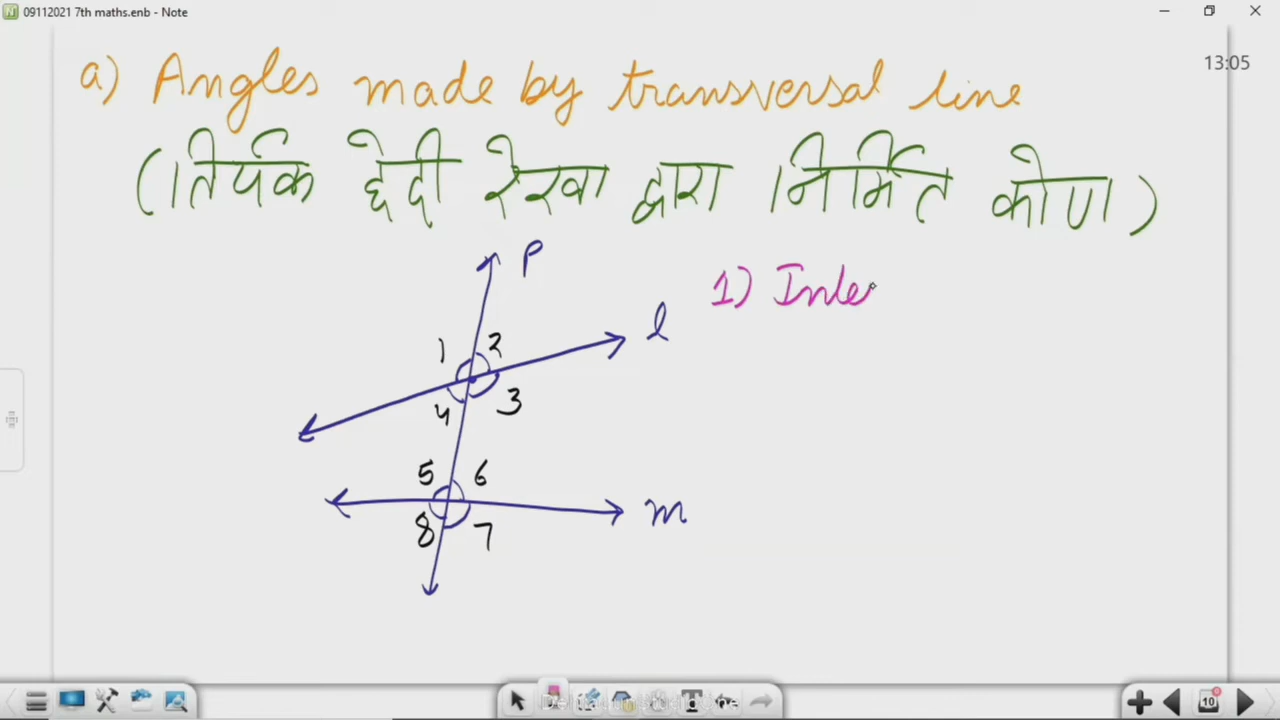 09112021 7th maths.enb - Note
13:05
a) Angles made by transversal line
(तिर्यक छेदी रेखा द्वारा निर्मित कोण)
P
1) Inte
l
1 2
4 3
5 6
m
8 7
10